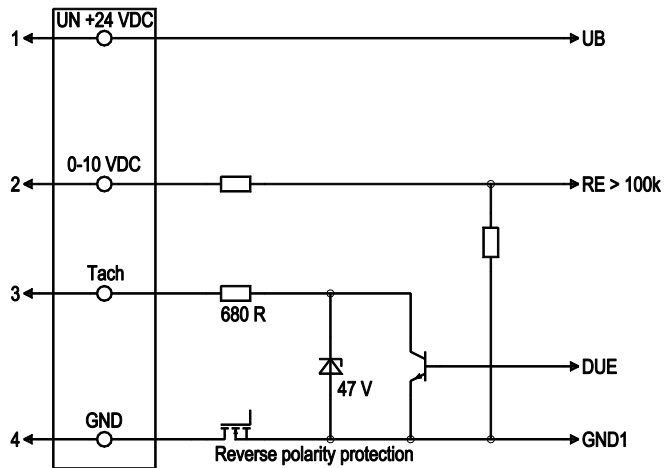 UN +24 VDC
1
UB
0-10 VDC
2
RE > 100k
Tach
3
680 R
47 V
DUE
GND
4
GND1
Reverse polarity protection